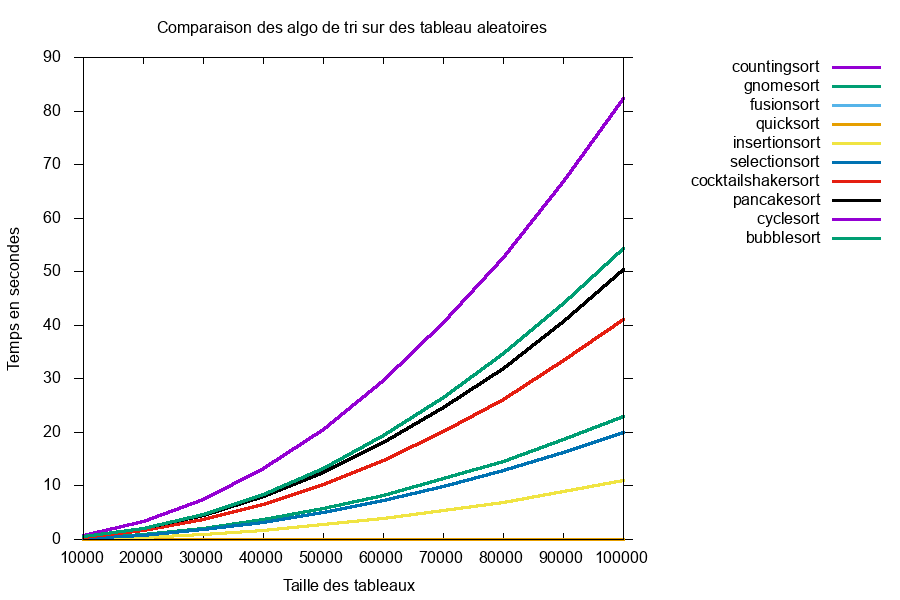 Comparaison des algo de tri sur des tableau aleatoires
90
80
70
60
50
40
30
20
10
0
Temps en secondes
10000 20000 30000 40000 50000 60000 70000 80000 90000 100000
Taille des tableaux
countingsort
gnomesort
fusionsort
quicksort
insertionsort
selectionsort
cocktailshakersort
pancakesort
cyclesort
bubblesort